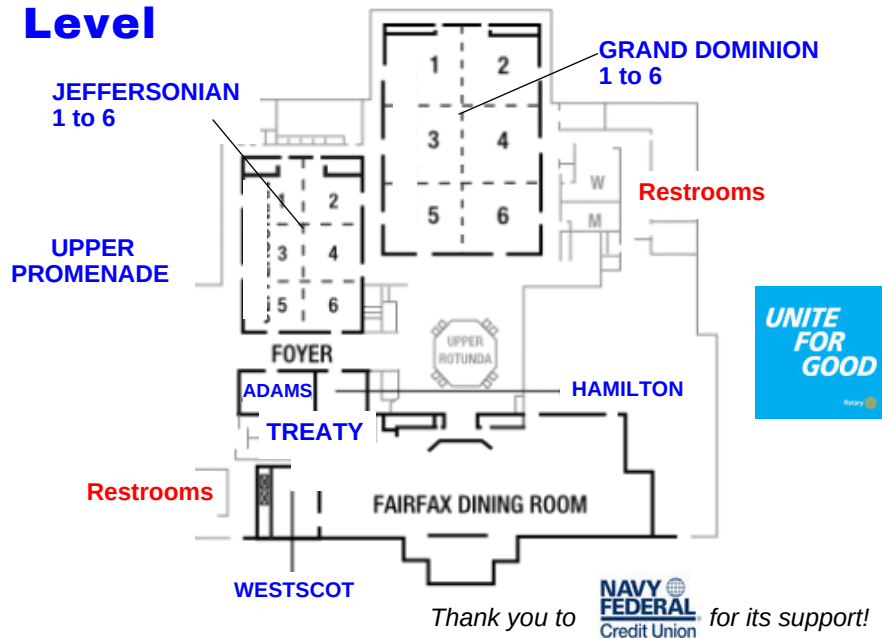 Level
GRAND DOMINION
1 to 6
JEFFERSONIAN
1 to 6
1 2
3 4
5 6
W
M
Restrooms
1 2
3 4
5 6
UPPER
PROMENADE
FOYER
UPPER
ROTUNDA
UNITE
FOR
GOOD
Rotary
ADAMS
HAMILTON
TREATY
Restrooms
FAIRFAX DINING ROOM
WESTSCOT
Thank you to NAVY FEDERAL Credit Union for its support!